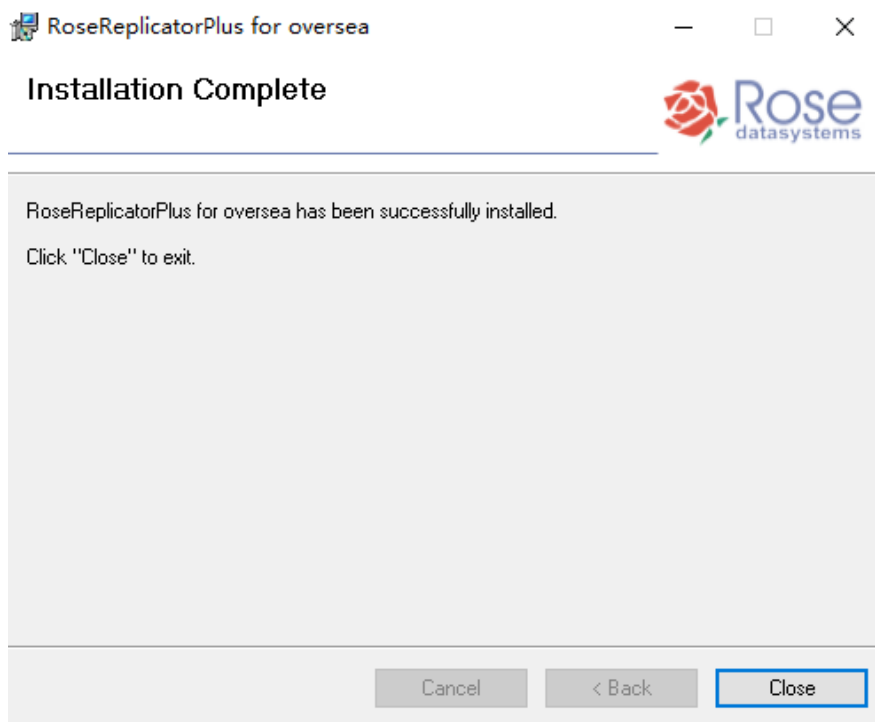 RoseReplicatorPlus for oversea
Installation Complete
Rose
datasystems
RoseReplicatorPlus for oversea has been successfully installed.
Click "Close" to exit.
Cancel
< Back
Close